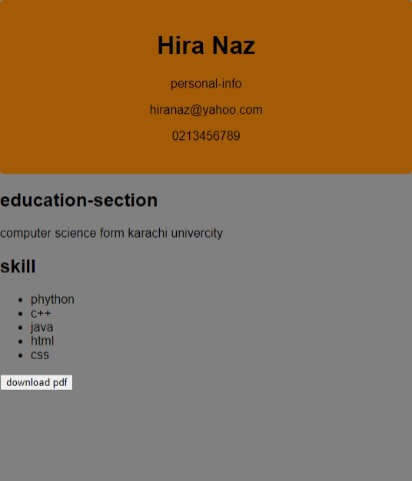 Hira Naz
personal-info
hiranaz@yahoo.com
0213456789
education-section
computer science form karachi univercity
skill
phython
c++
java
html
css
download pdf